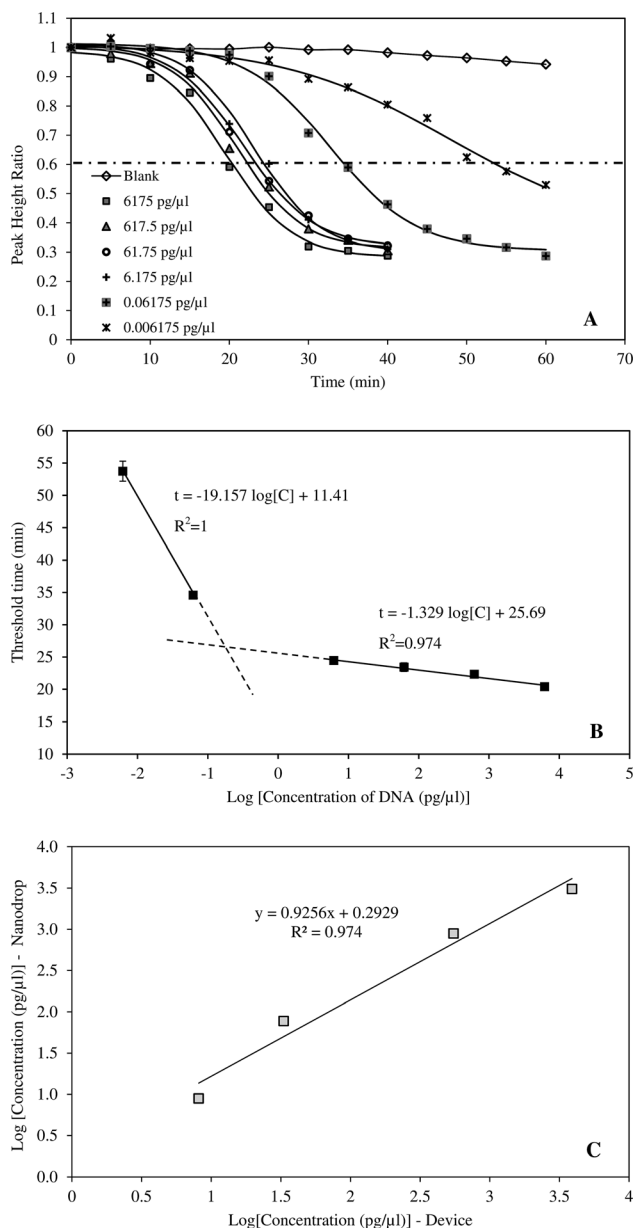 1.1
1
0.9
0.8
0.7
0.6
0.5
0.4
0.3
0.2
0.1
0
Peak Height Ratio
Blank
6175 pg/µl
617.5 pg/µl
61.75 pg/µl
6.175 pg/µl
0.06175 pg/µl
0.006175 pg/µl
A
0 10 20 30 40 50 60 70
Time (min)
60
55
50
45
40
35
30
25
20
15
10
Threshold time (min)
t = -19.157 log[C] + 11.41
R²=1
t = -1.329 log[C] + 25.69
R²=0.974
B
-3 -2 -1 0 1 2 3 4 5
Log [Concentration of DNA (pg/µl)]
4.0
3.5
3.0
2.5
2.0
1.5
1.0
0.5
0.0
Log [Concentration (pg/µl)] - Nanodrop
y = 0.9256x + 0.2929
R² = 0.974
C
0 0.5 1 1.5 2 2.5 3 3.5 4
Log[Concentration (pg/µl)] - Device